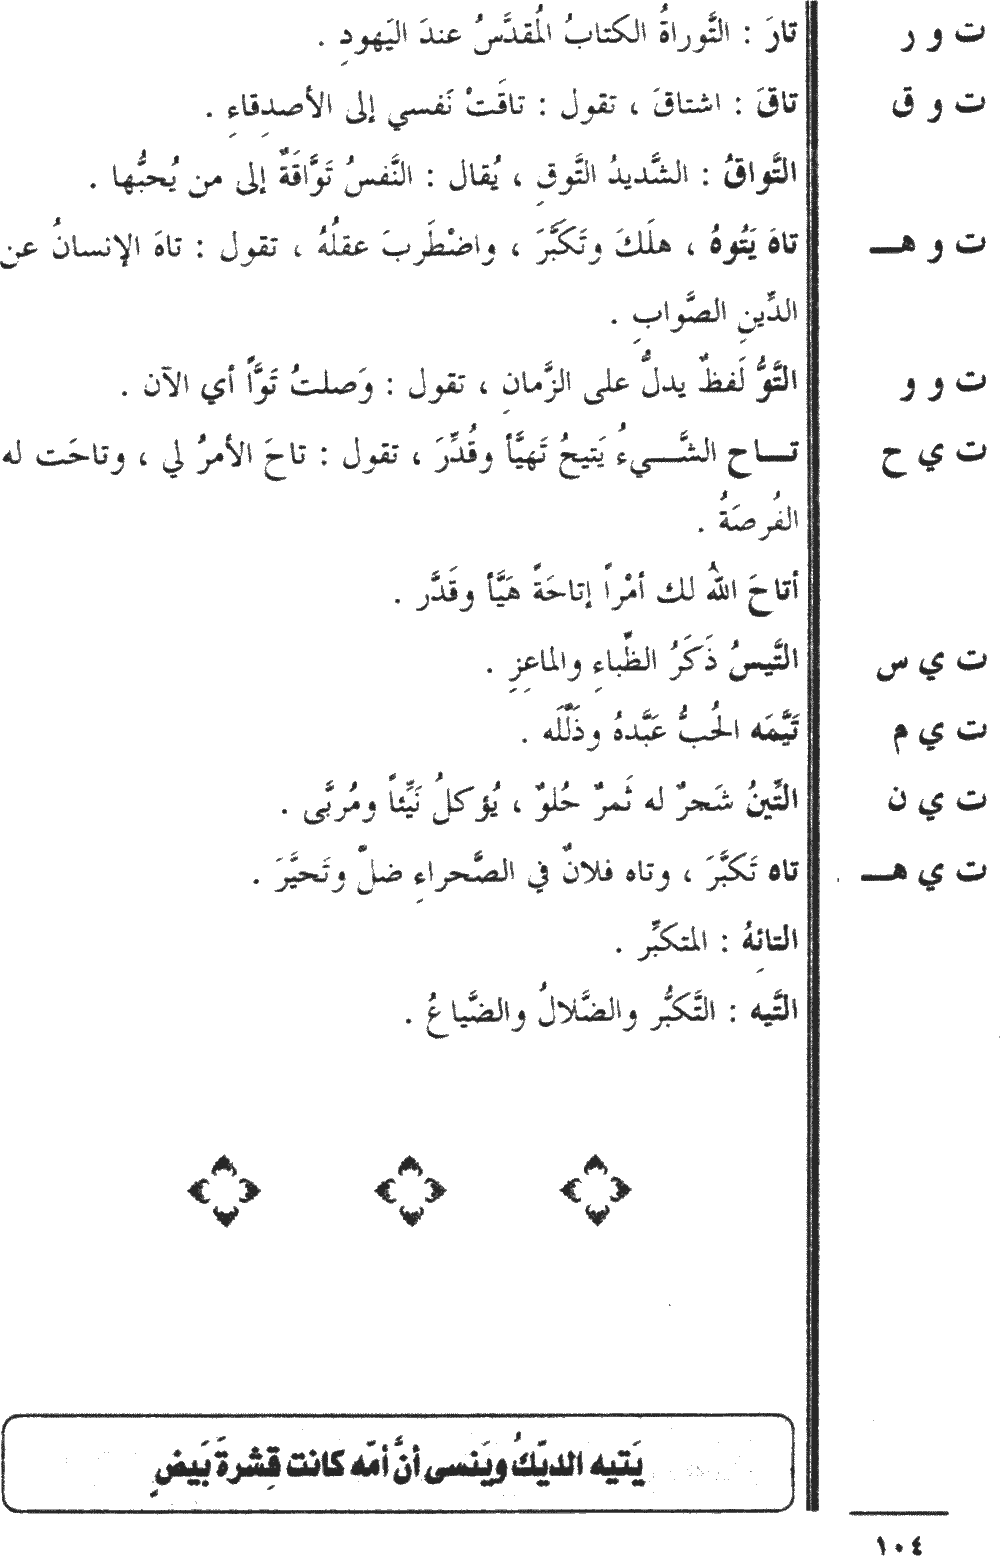 ت و ر تارَ : التَّوراةُ الكتابُ المُقدَّسُ عندَ اليَهودِ .
ت و ق تاقَ : اشتاقَ ، تقول : تاقَتْ نَفسي إلى الأصدِقاءِ .
التَّواقُ : الشَّديدُ التَّوقِ ، يُقال : النَّفسُ تَوَّاقَةٌ إلى من يُحبُّها .
ت و هـ تاهَ يَتُوهُ ، هلَكَ وتَكَبَّرَ ، واضْطَربَ عقلُهُ ، تقول : تاهَ الإنسانُ عن
الدِّينِ الصَّوابِ .
ت و و التَّوُّ لَفظٌ يدلُّ على الزَّمانِ ، تقول : وَصلتُ تَوَّاً أي الآن .
ت ي ح تـــاح الشَّـــيءُ يَتيحُ تَهيَّأَ وقُدِّرَ ، تقول : تاحَ الأمرُ لي ، وتاحَت له
الفُرصَةُ .
أتاحَ اللهُ لك أمْراً إتاحَةً هَيَّأ وقَدَّر .
ت ي س التَّيسُ ذَكَرُ الظِّباءِ والماعِزِ .
ت ي م تَيَّمَه الحُبُّ عَبَّدهُ وذَلَّلَه .
ت ي ن التِّينُ شَجرٌ له ثَمرٌ حُلوٌ ، يُؤكلُ نَيِّئاً ومُربَّى .
ت ي هـ تاه تَكبَّرَ ، وتاه فلانٌ في الصَّحراءِ ضلّ وتَحيَّرَ .
التائِهُ : المتكبِّر .
التَّيه : التَّكبُّر والضَّلالُ والضَّياعُ .
يَتيه الديّكُ ويَنسى أنَّ أمّه كانت قِشرةَ بَيضٍ
١٠٤